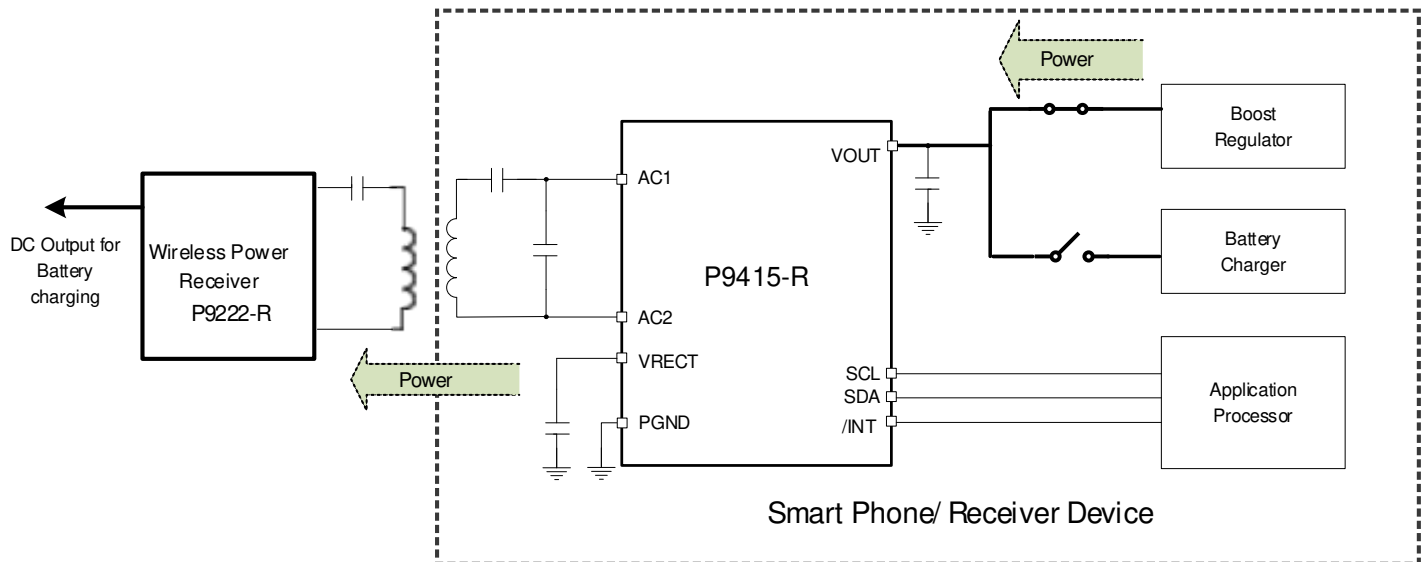 Power
Boost
Regulator
VOUT
AC1
DC Output for
Battery
charging
Wireless Power
Receiver
P9222-R
P9415-R
Battery
Charger
AC2
VRECT
Power
PGND
SCL
SDA
/INT
Application
Processor
Smart Phone/ Receiver Device